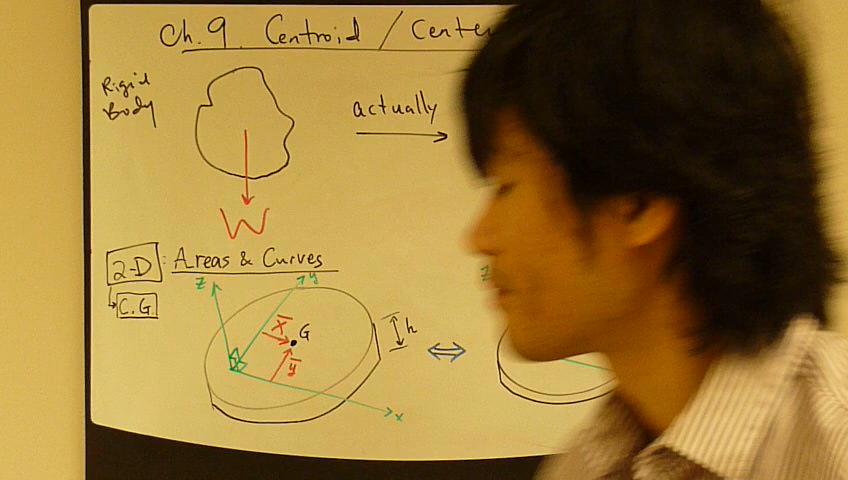 Ch. 9 Centroid / Center
Rigid
Body
actually
W
2-D : Areas & Curves
C.G.
z
y
x̄
G
h
ȳ
x
z